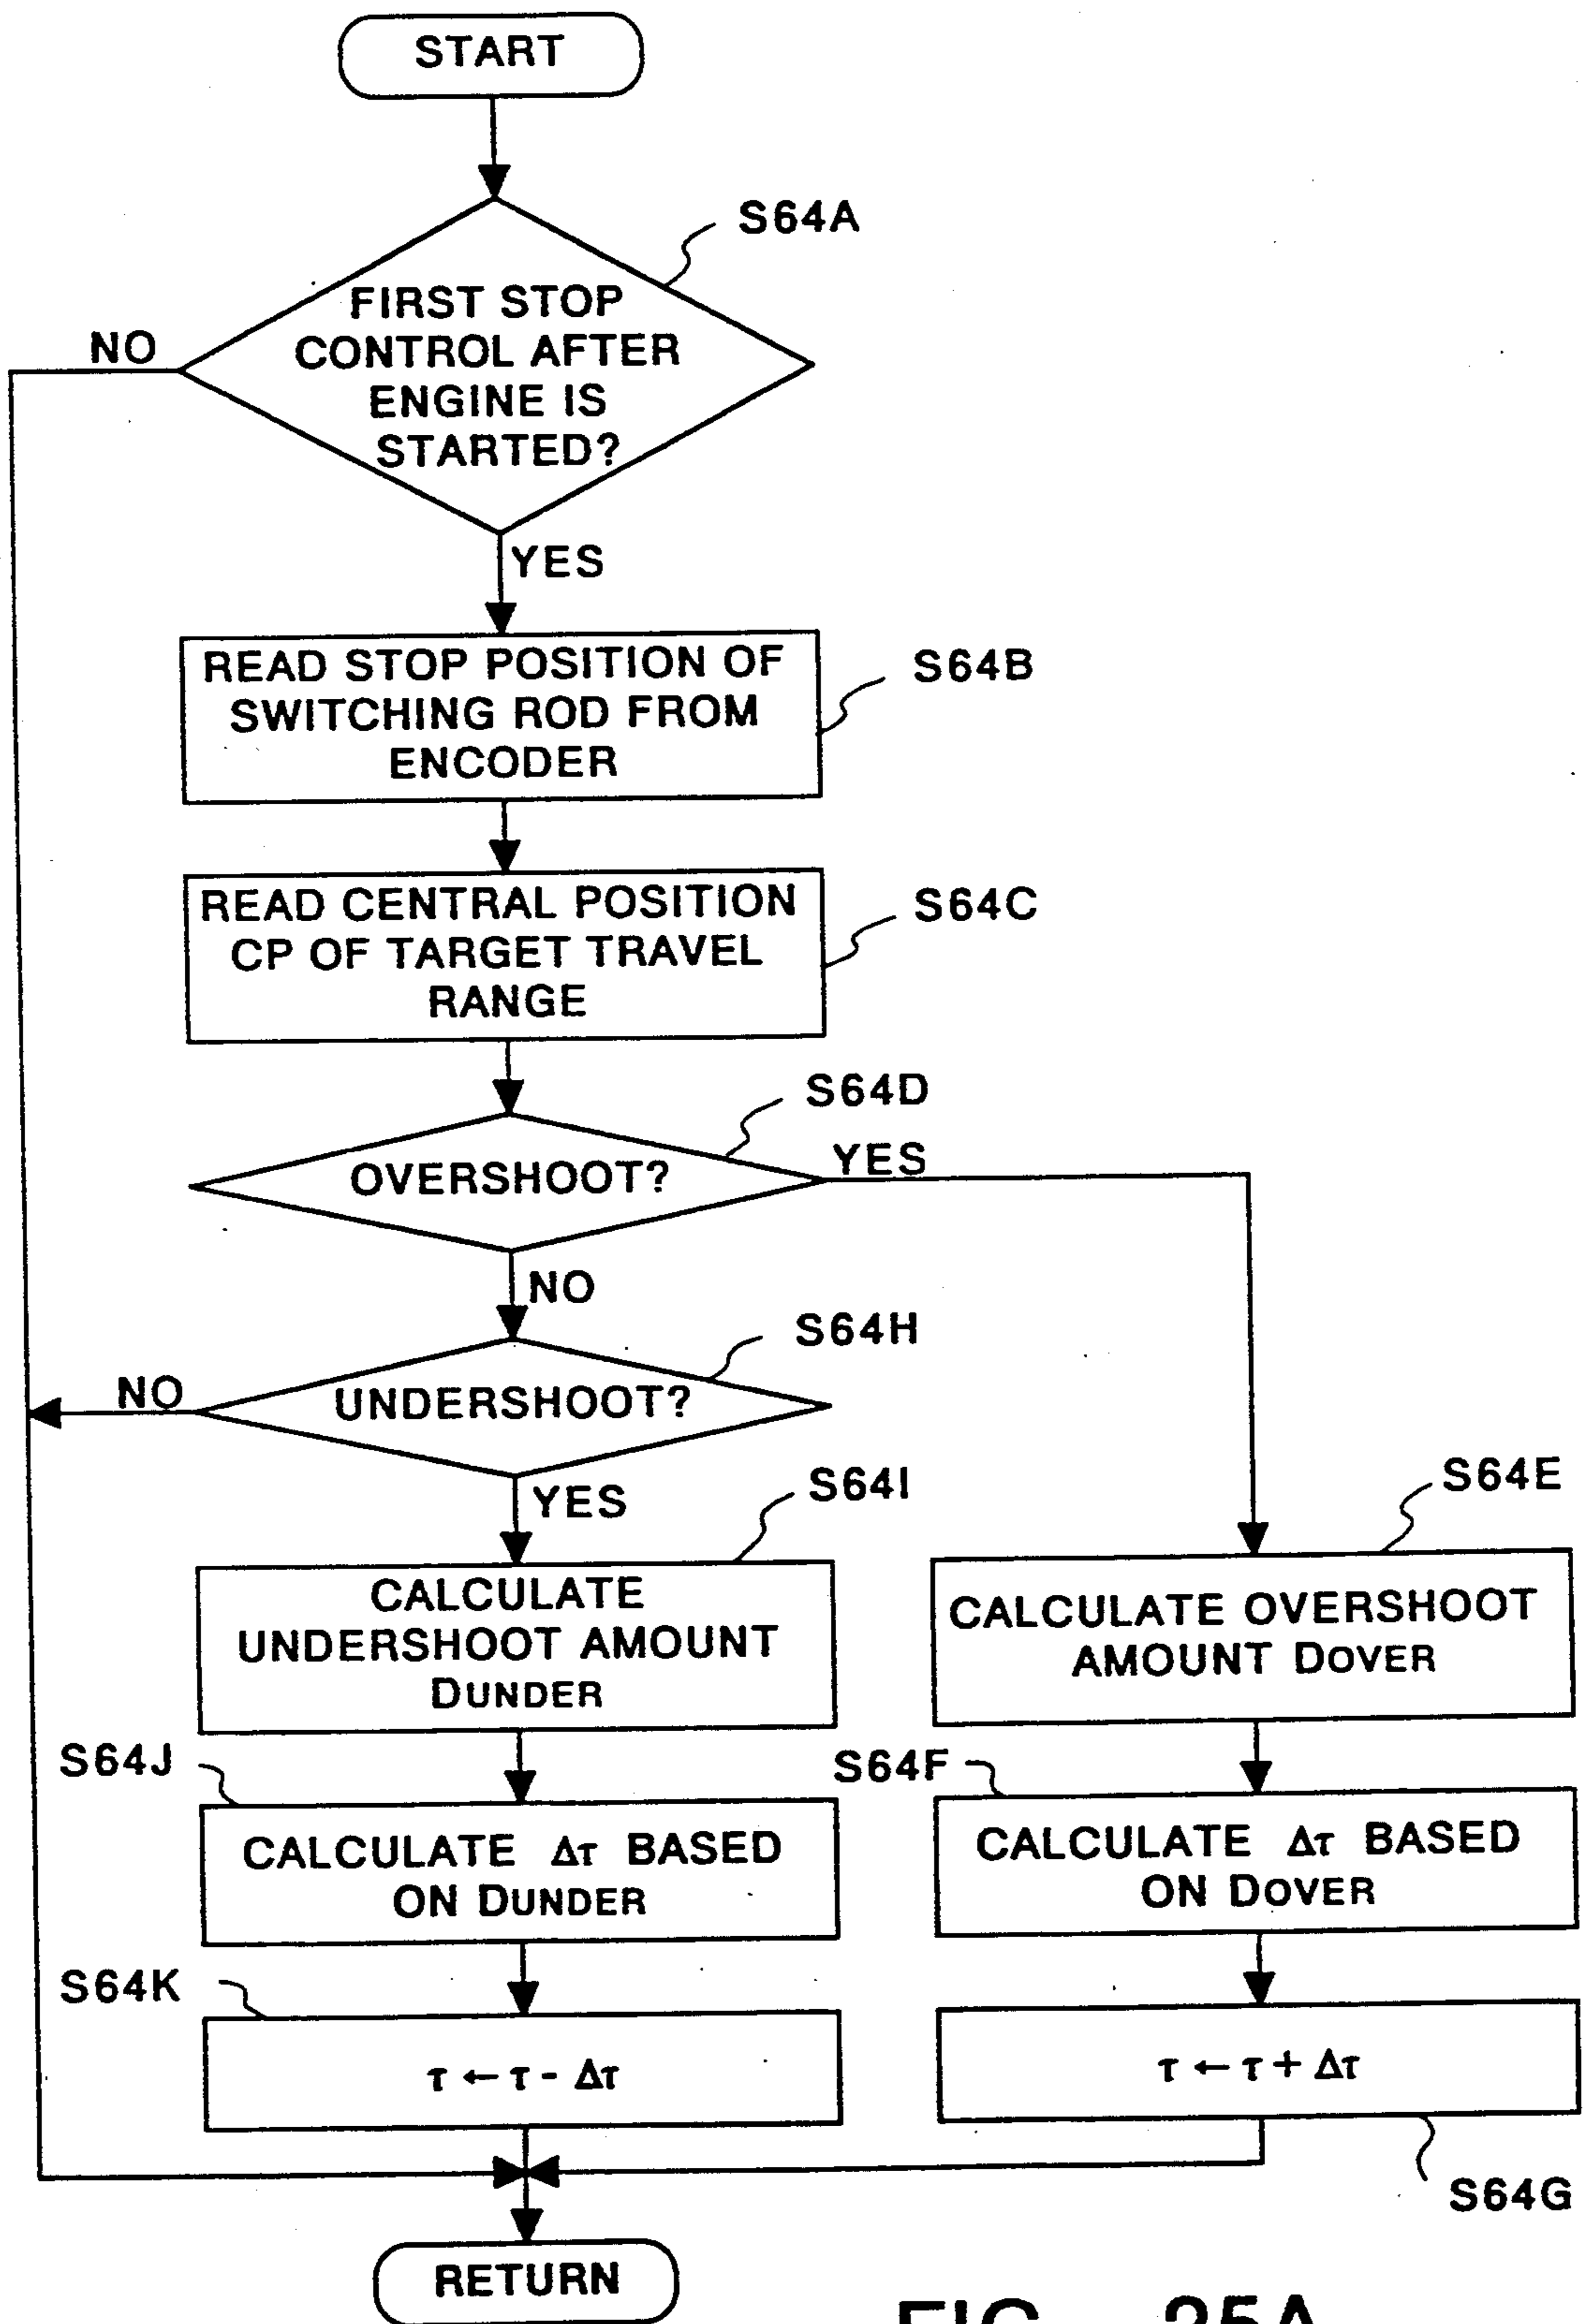 START
S64A
FIRST STOP
CONTROL AFTER
ENGINE IS
STARTED?
NO
YES
READ STOP POSITION OF
SWITCHING ROD FROM
ENCODER
S64B
READ CENTRAL POSITION
CP OF TARGET TRAVEL
RANGE
S64C
S64D
OVERSHOOT?
YES
NO
S64H
UNDERSHOOT?
NO
YES
S64I
CALCULATE
UNDERSHOOT AMOUNT
DUNDER
S64E
CALCULATE OVERSHOOT
AMOUNT DOVER
S64J
CALCULATE Δτ BASED
ON DUNDER
S64F
CALCULATE Δτ BASED
ON DOVER
S64K
τ ← τ - Δτ
τ ← τ + Δτ
S64G
RETURN
FIG. 25A